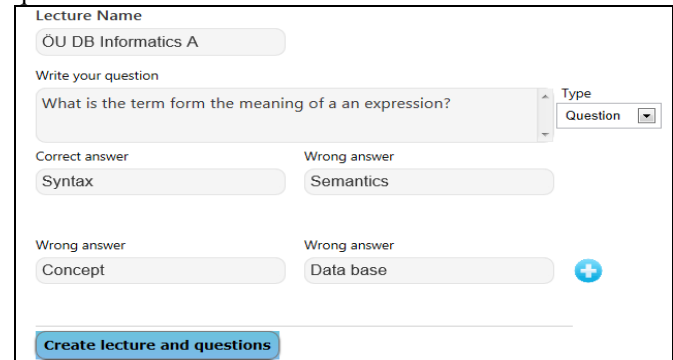 Lecture Name
ÖU DB Informatics A
Write your question
Type
What is the term form the meaning of a an expression?
Question
Correct answer Wrong answer
Syntax Semantics
Wrong answer Wrong answer
Concept Data base
Create lecture and questions